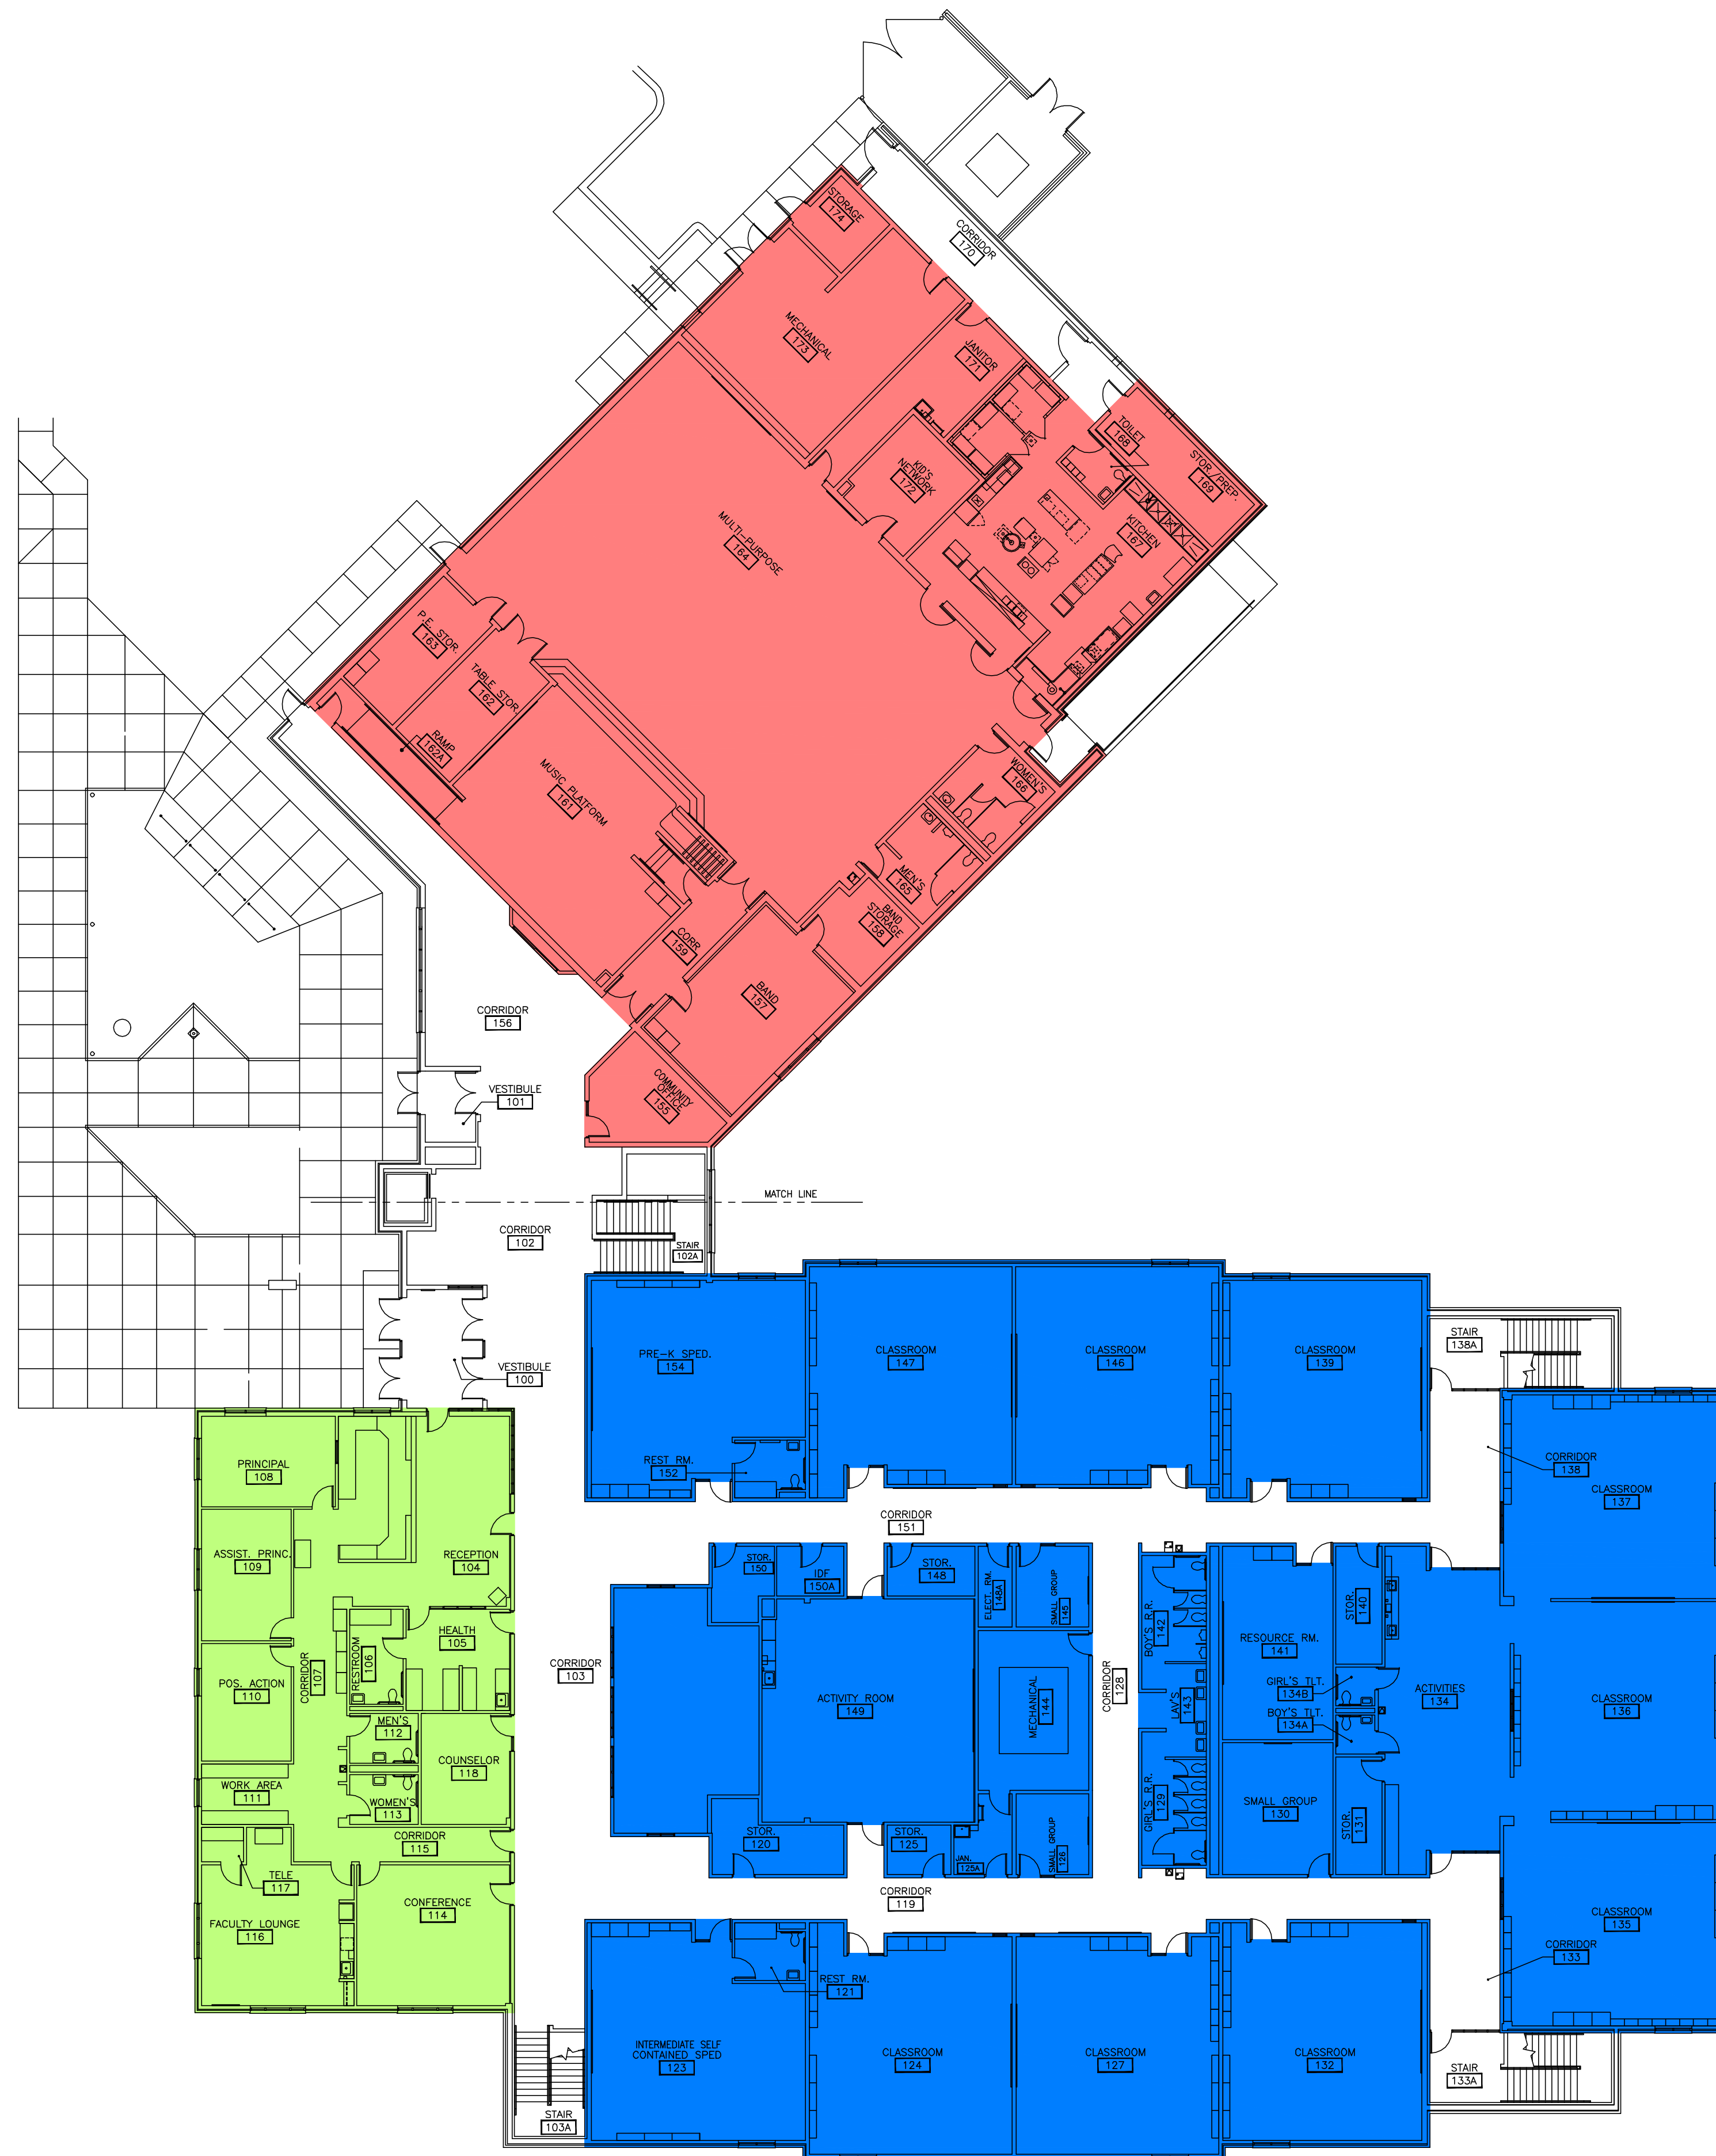 STORAGE
174
CORRIDOR
170
MECHANICAL
173
JANITOR
171
TOILET
168
STOR./PREP.
169
KID'S
NETWORK
172
KITCHEN
167
MULTI-PURPOSE
164
P.E. STOR.
163
TABLE STOR.
162
RAMP
162A
MUSIC PLATFORM
161
WOMEN'S
166
MEN'S
165
BAND
STORAGE
158
CORR
159
BAND
157
CORRIDOR
156
COMMUNITY
OFFICE
155
VESTIBULE
101
MATCH LINE
CORRIDOR
102
STAIR
102A
VESTIBULE
100
PRE-K SPED.
154
CLASSROOM
147
CLASSROOM
146
CLASSROOM
139
STAIR
138A
REST RM.
152
CORRIDOR
138
CLASSROOM
137
PRINCIPAL
108
CORRIDOR
151
ASSIST. PRINC.
109
RECEPTION
104
STOR.
150
IDF
150A
STOR.
148
ELECT. RM.
148A
SMALL GROUP
145
BOY'S R.R.
142
RESOURCE RM.
141
STOR.
140
HEALTH
105
RESTROOM
106
CORRIDOR
107
POS. ACTION
110
CORRIDOR
103
ACTIVITY ROOM
149
MECHANICAL
144
CORRIDOR
128
LAV'S
143
GIRL'S TLT.
134B
BOY'S TLT.
134A
ACTIVITIES
134
CLASSROOM
136
MEN'S
112
COUNSELOR
118
WORK AREA
111
WOMEN'S
113
CORRIDOR
115
STOR.
120
STOR.
125
JAN.
125A
SMALL GROUP
126
GIRL'S R.R.
129
SMALL GROUP
130
STOR.
131
TELE
117
CONFERENCE
114
FACULTY LOUNGE
116
CORRIDOR
119
CLASSROOM
135
CORRIDOR
133
REST RM.
121
INTERMEDIATE SELF
CONTAINED SPED
123
CLASSROOM
124
CLASSROOM
127
CLASSROOM
132
STAIR
133A
STAIR
103A